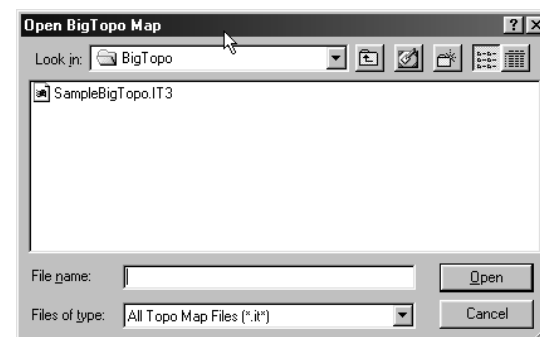 Open BigTopo Map
Look in: BigTopo
SampleBigTopo.IT3
File name:
Open
Files of type: All Topo Map Files (*.it*)
Cancel